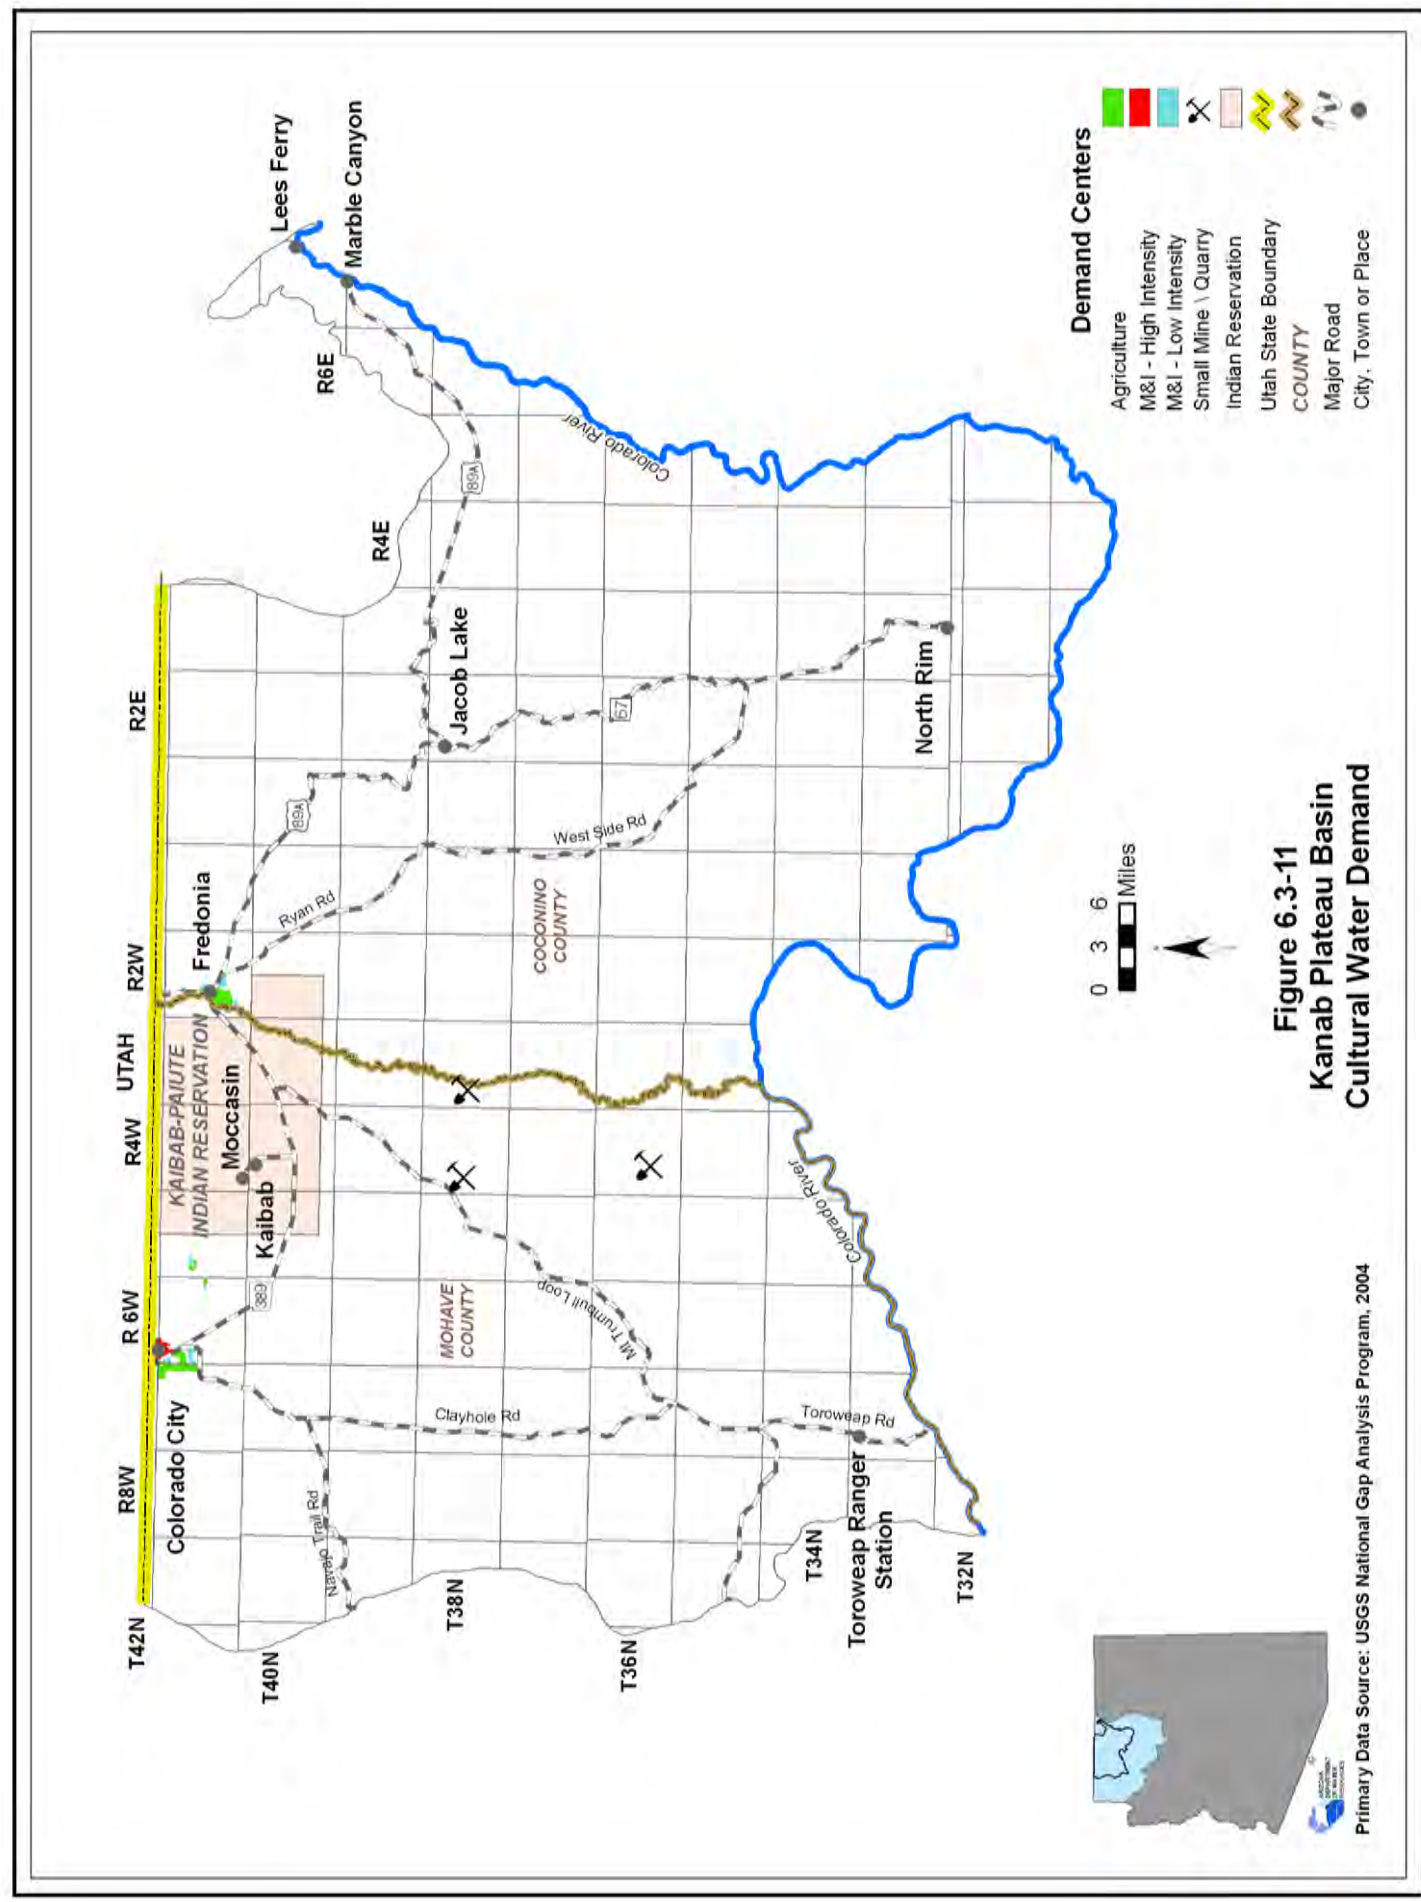 T42N
R8W
R 6W
R4W
UTAH
R2W
R2E
R4E
R6E
T40N
T38N
T36N
T34N
T32N
Colorado City
KAIBAB-PAIUTE
INDIAN RESERVATION
Moccasin
Kaibab
Fredonia
Jacob Lake
Lees Ferry
Marble Canyon
North Rim
Toroweap Ranger
Station
389
89A
89A
67
Ryan Rd
West Side Rd
Navajo Trail Rd
Clayhole Rd
Mt Trumbull Loop
Toroweap Rd
MOHAVE
COUNTY
COCONINO
COUNTY
Colorado River
Colorado River
Demand Centers
Agriculture
M&I - High Intensity
M&I - Low Intensity
Small Mine \ Quarry
Indian Reservation
Utah State Boundary
COUNTY
Major Road
City, Town or Place
0 3 6
Miles
Figure 6.3-11
Kanab Plateau Basin
Cultural Water Demand
ARIZONA
DEPARTMENT
OF WATER
RESOURCES
Primary Data Source: USGS National Gap Analysis Program, 2004